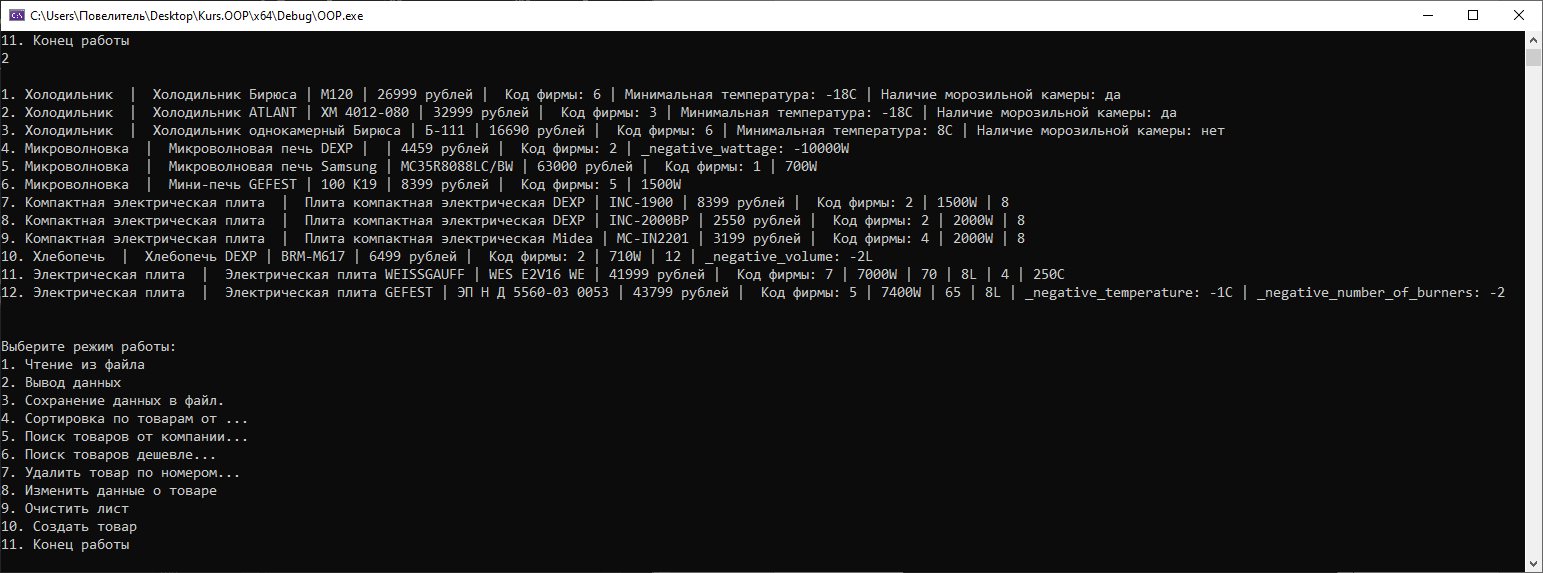 C:\Users\Повелитель\Desktop\Kurs.OOP\x64\Debug\OOP.exe
11. Конец работы
2
1. Холодильник  |  Холодильник Бирюса | M120 | 26999 рублей |  Код фирмы: 6 | Минимальная температура: -18C | Наличие морозильной камеры: да
2. Холодильник  |  Холодильник ATLANT | ХМ 4012-080 | 32999 рублей |  Код фирмы: 3 | Минимальная температура: -18C | Наличие морозильной камеры: да
3. Холодильник  |  Холодильник однокамерный Бирюса | Б-111 | 16690 рублей |  Код фирмы: 6 | Минимальная температура: 8C | Наличие морозильной камеры: нет
4. Микроволновка  |  Микроволновая печь DEXP |  | 4459 рублей |  Код фирмы: 2 | _negative_wattage: -10000W
5. Микроволновка  |  Микроволновая печь Samsung | MC35R8088LC/BW | 63000 рублей |  Код фирмы: 1 | 700W
6. Микроволновка  |  Мини-печь GEFEST | 100 K19 | 8399 рублей |  Код фирмы: 5 | 1500W
7. Компактная электрическая плита  |  Плита компактная электрическая DEXP | INC-1900 | 8399 рублей |  Код фирмы: 2 | 1500W | 8
8. Компактная электрическая плита  |  Плита компактная электрическая DEXP | INC-2000BP | 2550 рублей |  Код фирмы: 2 | 2000W | 8
9. Компактная электрическая плита  |  Плита компактная электрическая Midea | MC-IN2201 | 3199 рублей |  Код фирмы: 4 | 2000W | 8
10. Хлебопечь  |  Хлебопечь DEXP | BRM-M617 | 6499 рублей |  Код фирмы: 2 | 710W | 12 | _negative_volume: -2L
11. Электрическая плита  |  Электрическая плита WEISSGAUFF | WES E2V16 WE | 41999 рублей |  Код фирмы: 7 | 7000W | 70 | 8L | 4 | 250C
12. Электрическая плита  |  Электрическая плита GEFEST | ЭП Н Д 5560-03 0053 | 43799 рублей |  Код фирмы: 5 | 7400W | 65 | 8L | _negative_temperature: -1C | _negative_number_of_burners: -2
Выберите режим работы:
1. Чтение из файла
2. Вывод данных
3. Сохранение данных в файл.
4. Сортировка по товарам от ...
5. Поиск товаров от компании...
6. Поиск товаров дешевле...
7. Удалить товар по номером...
8. Изменить данные о товаре
9. Очистить лист
10. Создать товар
11. Конец работы